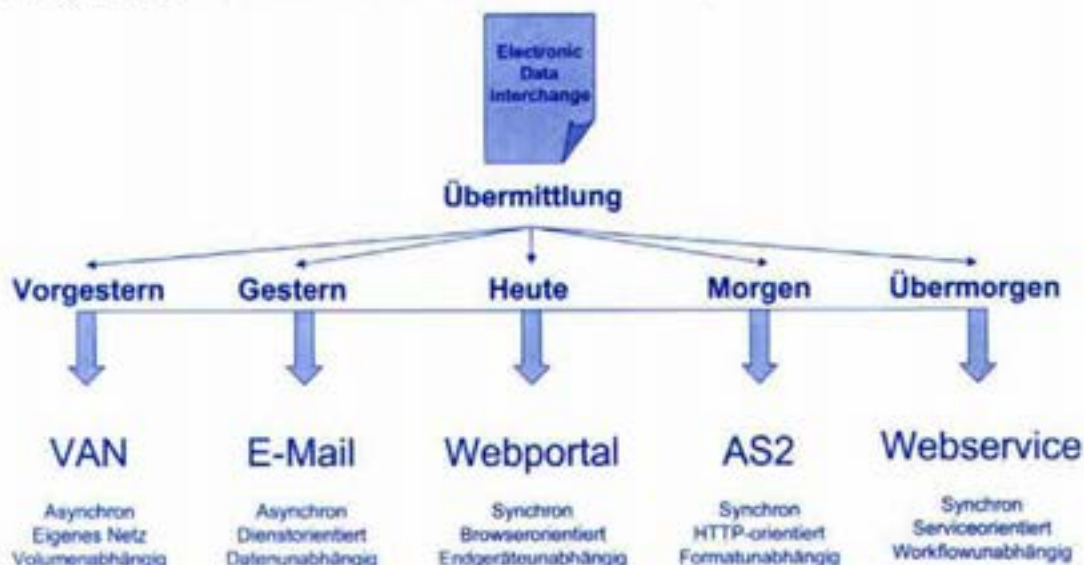 Electronic
Data
Interchange
Übermittlung
Vorgestern Gestern Heute Morgen Übermorgen
VAN E-Mail Webportal AS2 Webservice
Asynchron Asynchron Synchron Synchron Synchron
Eigenes Netz Dienstorientiert Browserorientiert HTTP-orientiert Serviceorientiert
Volumenabhängig Datenunabhängig Endgeräteunabhängig Formatunabhängig Workflowunabhängig